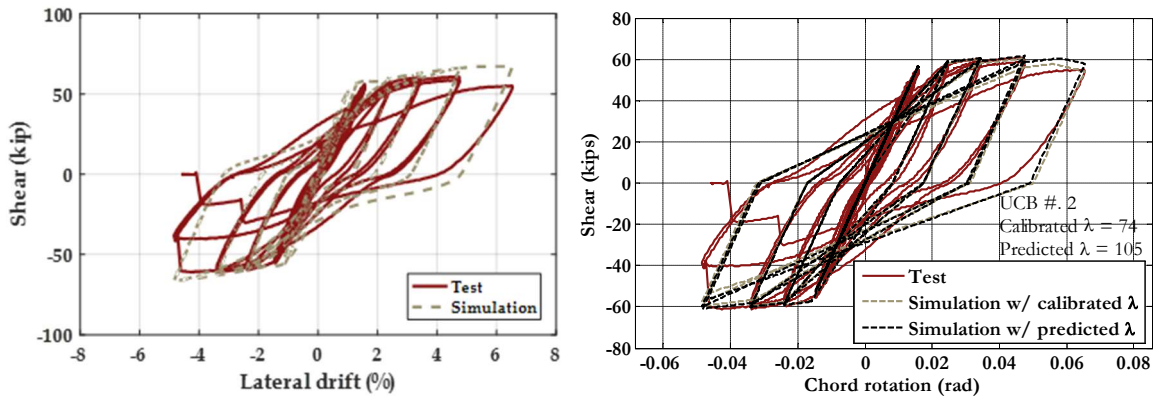 100
50
0
-50
-100
Shear (kip)
-8 -6 -4 -2 0 2 4 6 8
Lateral drift (%)
Test
Simulation
80
60
40
20
0
-20
-40
-60
-80
Shear (kips)
-0.06 -0.04 -0.02 0 0.02 0.04 0.06 0.08
Chord rotation (rad)
UCB #. 2
Calibrated λ = 74
Predicted λ = 105
Test
Simulation w/ calibrated λ
Simulation w/ predicted λ